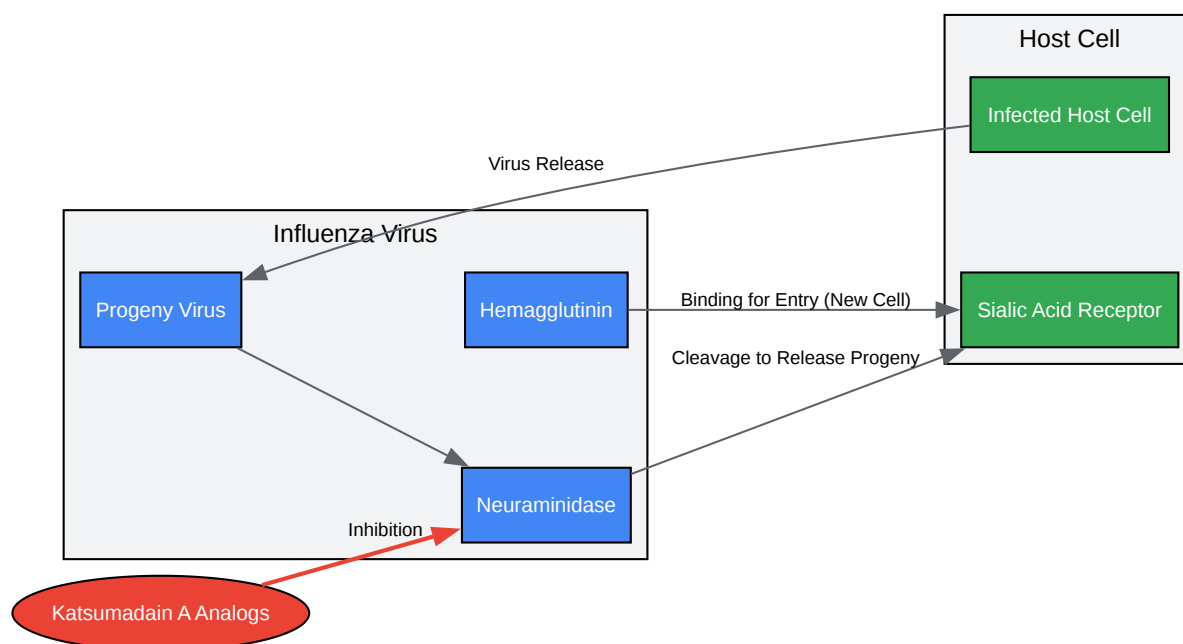 Host Cell
Infected Host Cell
Virus Release
Influenza Virus
Progeny Virus
Hemagglutinin
Binding for Entry (New Cell)
Sialic Acid Receptor
Cleavage to Release Progeny
Neuraminidase
Inhibition
Katsumadain A Analogs